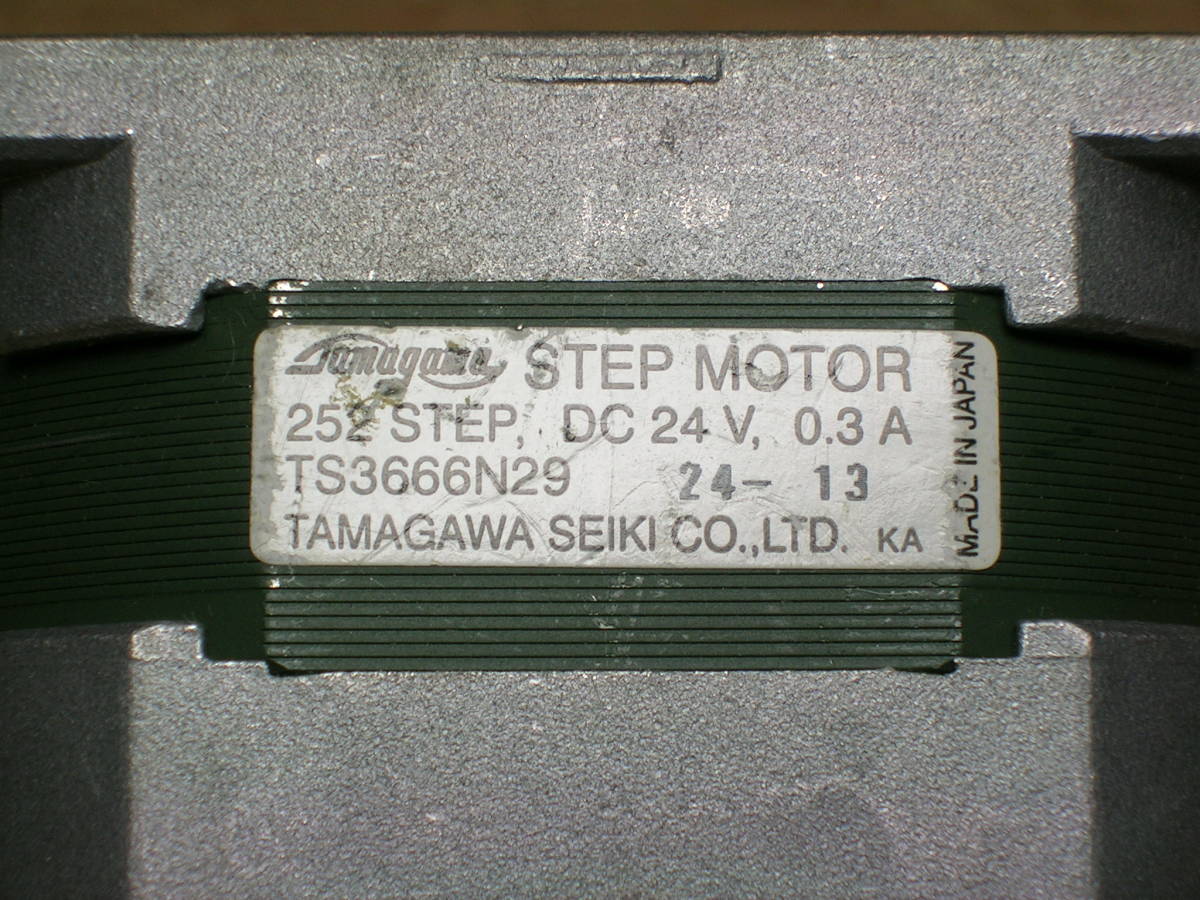 Tamagawa STEP MOTOR
252 STEP, DC 24 V, 0.3 A
TS3666N29 24- 13
TAMAGAWA SEIKI CO.,LTD. KA
MADE IN JAPAN